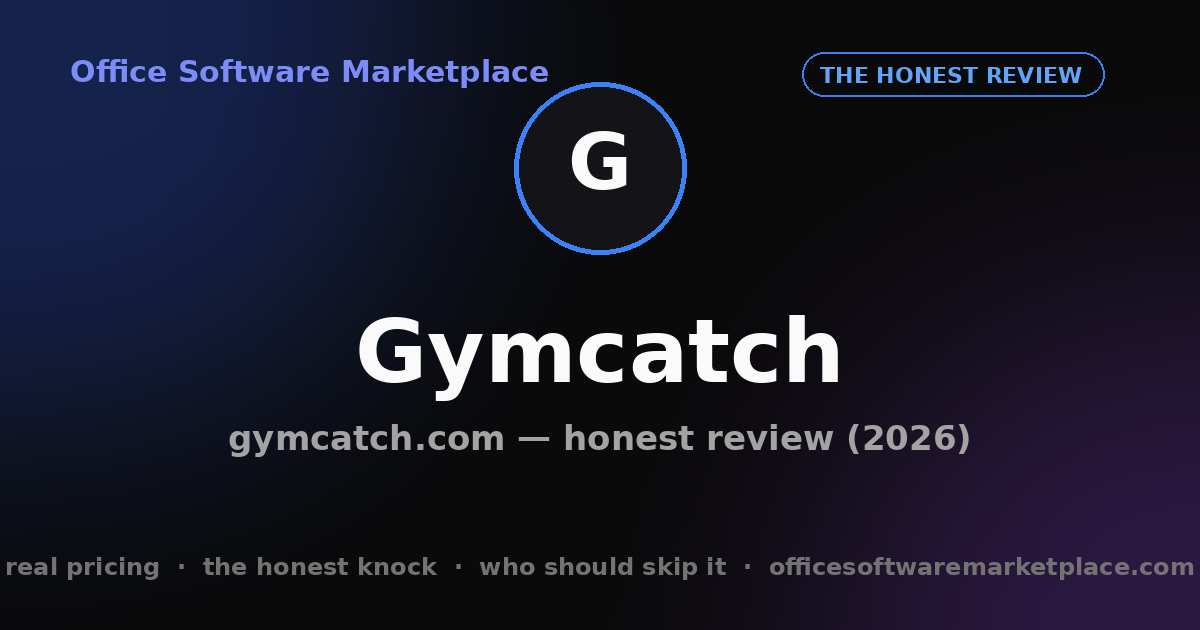 Office Software Marketplace
THE HONEST REVIEW
G
Gymcatch
gymcatch.com — honest review (2026)
real pricing · the honest knock · who should skip it · officesoftwaremarketplace.com